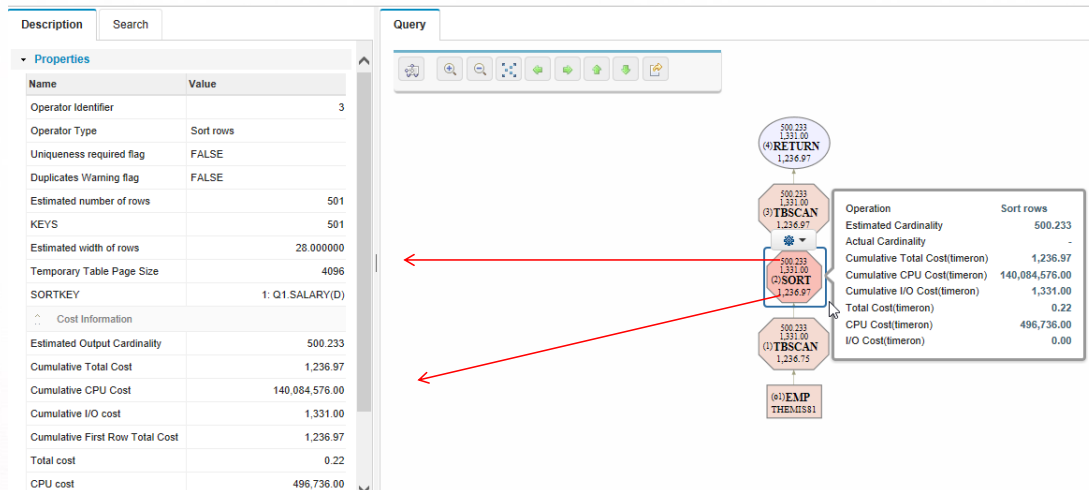 Description
Search
Properties
Name Value
Operator Identifier 3
Operator Type Sort rows
Uniqueness required flag FALSE
Duplicates Warning flag FALSE
Estimated number of rows 501
KEYS 501
Estimated width of rows 28.000000
Temporary Table Page Size 4096
SORTKEY 1: Q1.SALARY(D)
Cost Information
Estimated Output Cardinality 500.233
Cumulative Total Cost 1,236.97
Cumulative CPU Cost 140,084,576.00
Cumulative I/O cost 1,331.00
Cumulative First Row Total Cost 1,236.97
Total cost 0.22
CPU cost 496,736.00
Query
500.233
1,331.00
(4)RETURN
1,236.97
500.233
1,331.00
(3)TBSCAN
1,236.97
500.233
1,331.00
(2)SORT
1,236.97
500.233
1,331.00
(1)TBSCAN
1,236.75
(o1)EMP
THEMIS81
Operation Sort rows
Estimated Cardinality 500.233
Actual Cardinality -
Cumulative Total Cost(timeron) 1,236.97
Cumulative CPU Cost(timeron) 140,084,576.00
Cumulative I/O Cost(timeron) 1,331.00
Total Cost(timeron) 0.22
CPU Cost(timeron) 496,736.00
I/O Cost(timeron) 0.00